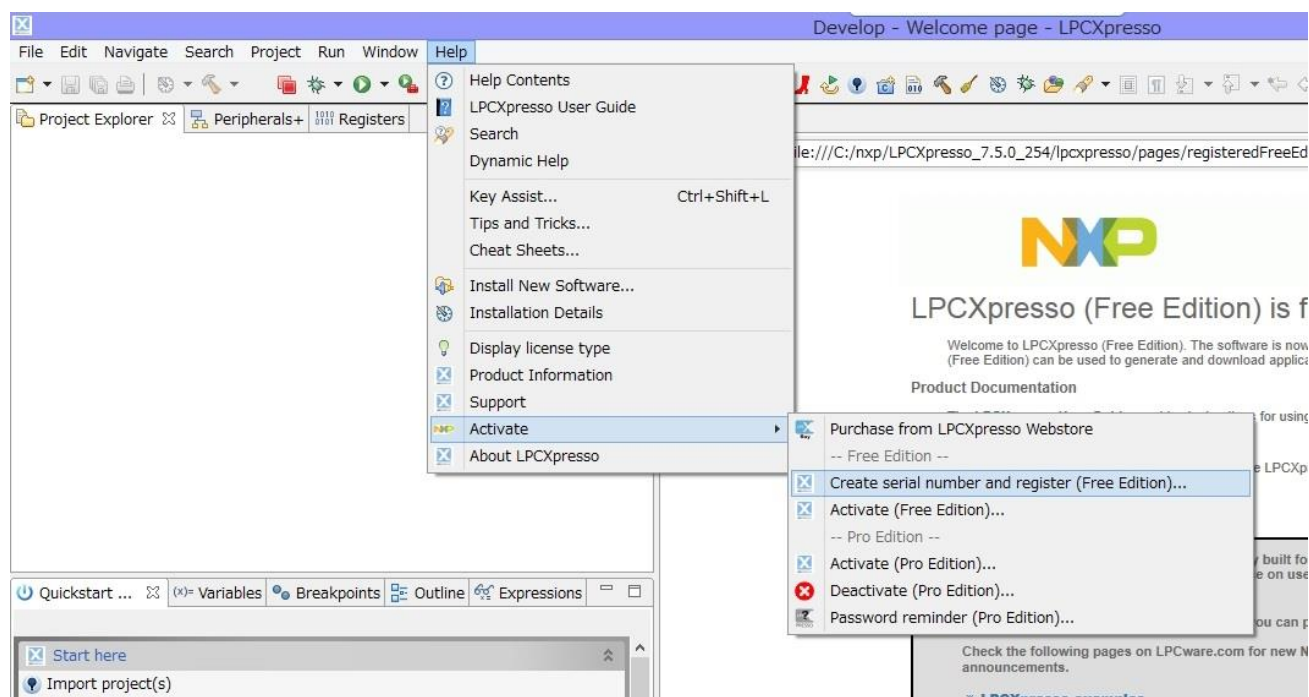 Develop - Welcome page - LPCXpresso
File Edit Navigate Search Project Run Window Help
Project Explorer Peripherals+ Registers
Help Contents
LPCXpresso User Guide
Search
Dynamic Help
Key Assist... Ctrl+Shift+L
Tips and Tricks...
Cheat Sheets...
Install New Software...
Installation Details
Display license type
Product Information
Support
Activate
About LPCXpresso
Purchase from LPCXpresso Webstore
-- Free Edition --
Create serial number and register (Free Edition)...
Activate (Free Edition)...
-- Pro Edition --
Activate (Pro Edition)...
Deactivate (Pro Edition)...
Password reminder (Pro Edition)...
ile:///C:/nxp/LPCXpresso_7.5.0_254/lpcxpresso/pages/registeredFreeEd
NXP
LPCXpresso (Free Edition) is f
Welcome to LPCXpresso (Free Edition). The software is now
(Free Edition) can be used to generate and download applica
Product Documentation
for using
e LPCXp
built fo
e on use
ou can p
Check the following pages on LPCware.com for new N
announcements.
Quickstart ... (x)= Variables Breakpoints Outline Expressions
Start here
Import project(s)